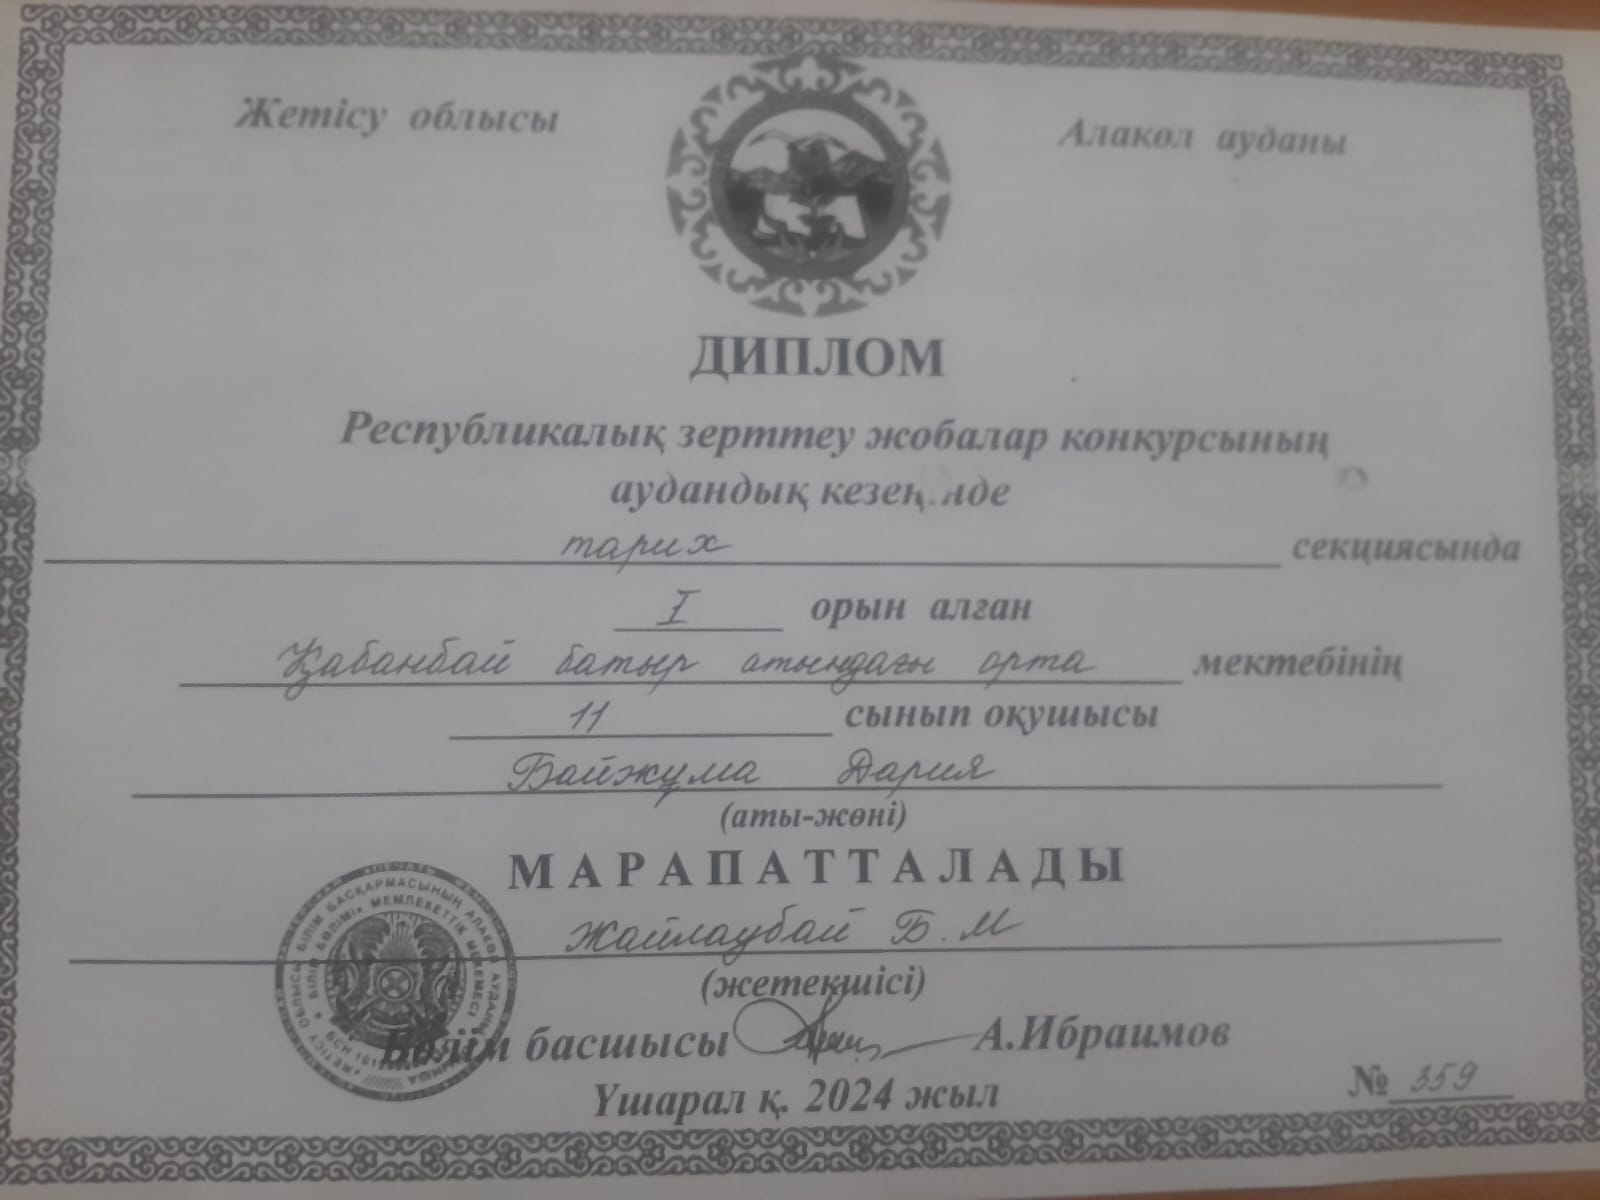 Жетісу облысы
Алакөл ауданы
ДИПЛОМ
Республикалық зерттеу жобалар конкурсының
аудандық кезеңінде
тарих секциясында
I орын алған
Қабанбай батыр атындағы орта мектебінің
11 сынып оқушысы
Байжұма Дария
(аты-жөні)
МАРАПАТТАЛАДЫ
Жайлаубай Б.М
(жетекшісі)
Бөлім басшысы А.Ибраимов
Үшарал қ. 2024 жыл
№ 359